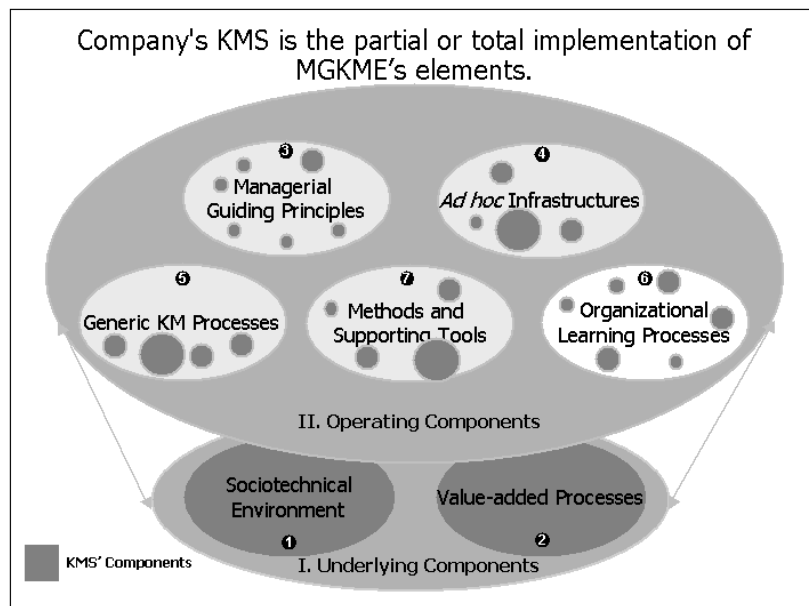 Company's KMS is the partial or total implementation of
MGKME's elements.
3
Managerial
Guiding Principles
4
Ad hoc Infrastructures
5
Generic KM Processes
7
Methods and
Supporting Tools
6
Organizational
Learning Processes
II. Operating Components
Sociotechnical
Environment
1
Value-added Processes
2
I. Underlying Components
KMS' Components